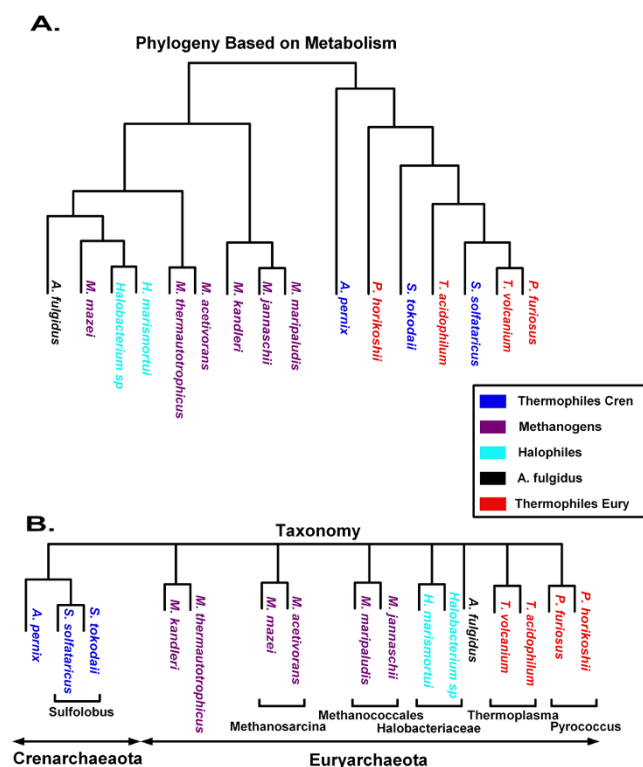 A.
Phylogeny Based on Metabolism
A. fulgidus
M. mazei
Halobacterium sp
H. marismortui
M. thermautotrophicus
M. acetivorans
M. kandleri
M. jannaschii
M. maripaludis
A. pernix
P. horikoshii
S. tokodaii
T. acidophilum
S. solfataricus
T. volcanium
P. furiosus
Thermophiles Cren
Methanogens
Halophiles
A. fulgidus
Thermophiles Eury
B.
Taxonomy
A. pernix
S. solfataricus
S. tokodaii
M. kandleri
M. thermautotrophicus
M. mazei
M. acetivorans
M. maripaludis
M. jannaschii
H. marismortui
Halobacterium sp
A. fulgidus
T. volcanium
T. acidophilum
P. furiosus
P. horikoshii
Sulfolobus
Methanosarcina
Methanococcales
Halobacteriaceae
Thermoplasma
Pyrococcus
Crenarchaeaota
Euryarchaeota